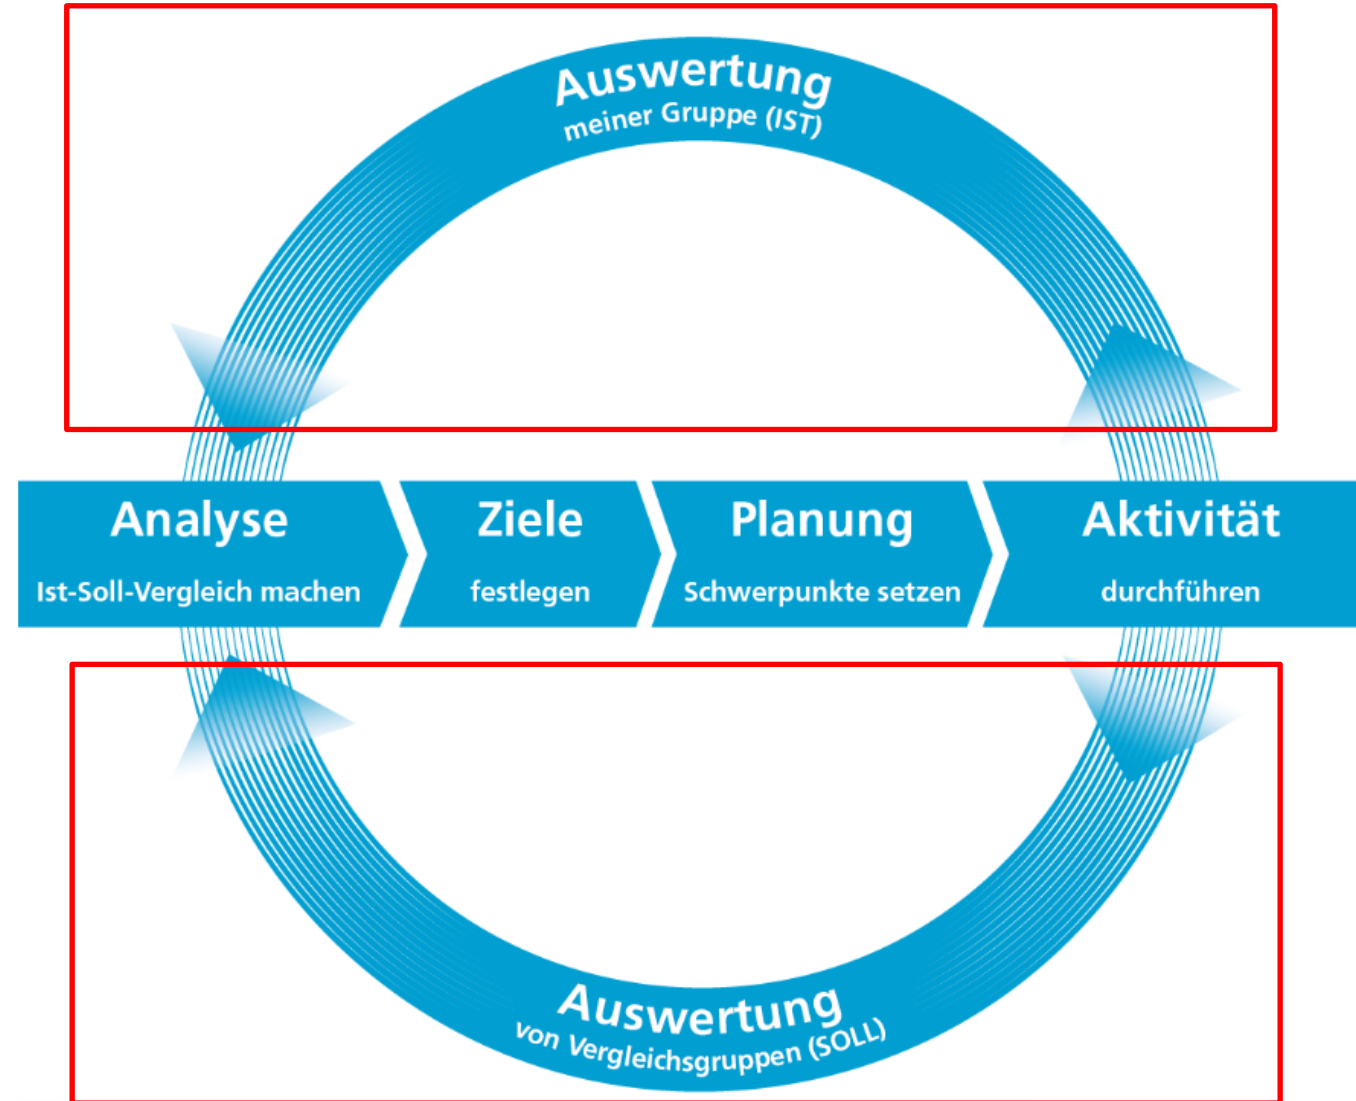 Auswertung
meiner Gruppe (IST)
Analyse
Ist-Soll-Vergleich machen
Ziele
festlegen
Planung
Schwerpunkte setzen
Aktivität
durchführen
Auswertung
von Vergleichsgruppen (SOLL)